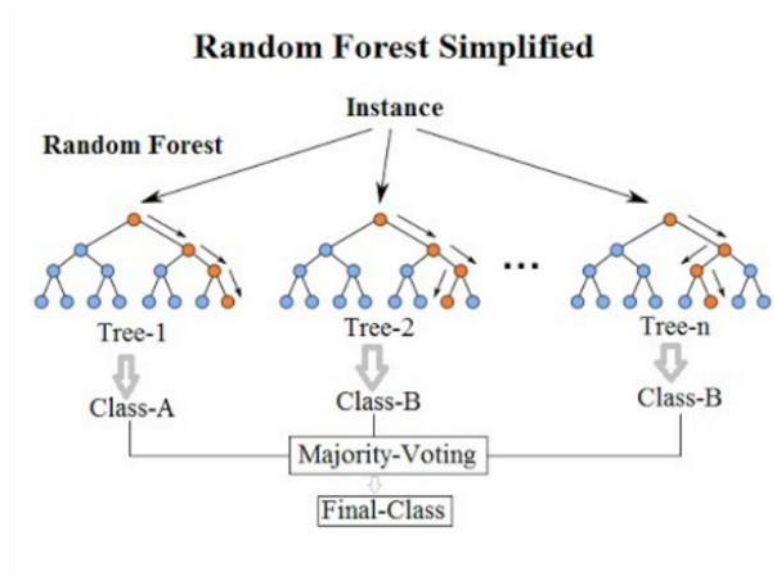 Random Forest Simplified
Instance
Random Forest
...
Tree-1
Tree-2
Tree-n
Class-A
Class-B
Class-B
Majority-Voting
Final-Class